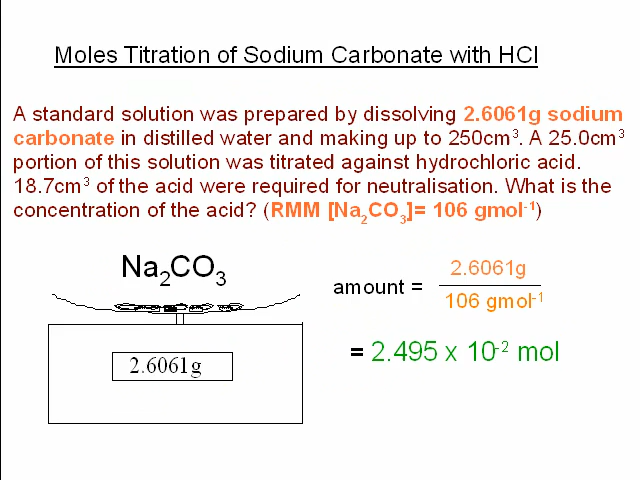 Moles Titration of Sodium Carbonate with HCl
A standard solution was prepared by dissolving 2.6061g sodium
carbonate in distilled water and making up to 250cm³. A 25.0cm³
portion of this solution was titrated against hydrochloric acid.
18.7cm³ of the acid were required for neutralisation. What is the
concentration of the acid? (RMM [Na₂CO₃]= 106 gmol⁻¹)
Na₂CO₃
2.6061g
amount =
2.6061g
106 gmol⁻¹
= 2.495 x 10⁻² mol